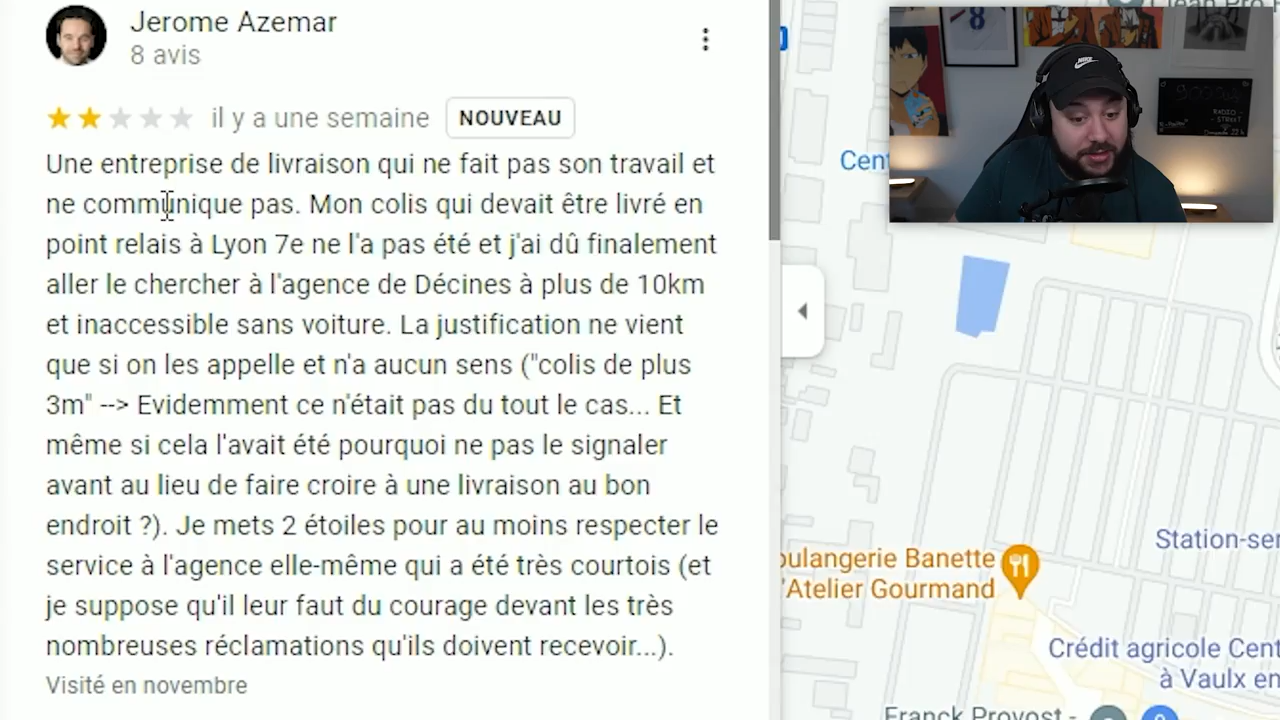 Jerome Azemar
8 avis
il y a une semaine
NOUVEAU
Une entreprise de livraison qui ne fait pas son travail et
ne communique pas. Mon colis qui devait être livré en
point relais à Lyon 7e ne l'a pas été et j'ai dû finalement
aller le chercher à l'agence de Décines à plus de 10km
et inaccessible sans voiture. La justification ne vient
que si on les appelle et n'a aucun sens ("colis de plus
3m" --> Evidemment ce n'était pas du tout le cas... Et
même si cela l'avait été pourquoi ne pas le signaler
avant au lieu de faire croire à une livraison au bon
endroit ?). Je mets 2 étoiles pour au moins respecter le
service à l'agence elle-même qui a été très courtois (et
je suppose qu'il leur faut du courage devant les très
nombreuses réclamations qu'ils doivent recevoir...).
Visité en novembre
Cent
oulangerie Banette
'Atelier Gourmand
Station-ser
Crédit agricole Cent
à Vaulx en
Franck Provost -
8
RADIO -
STREET